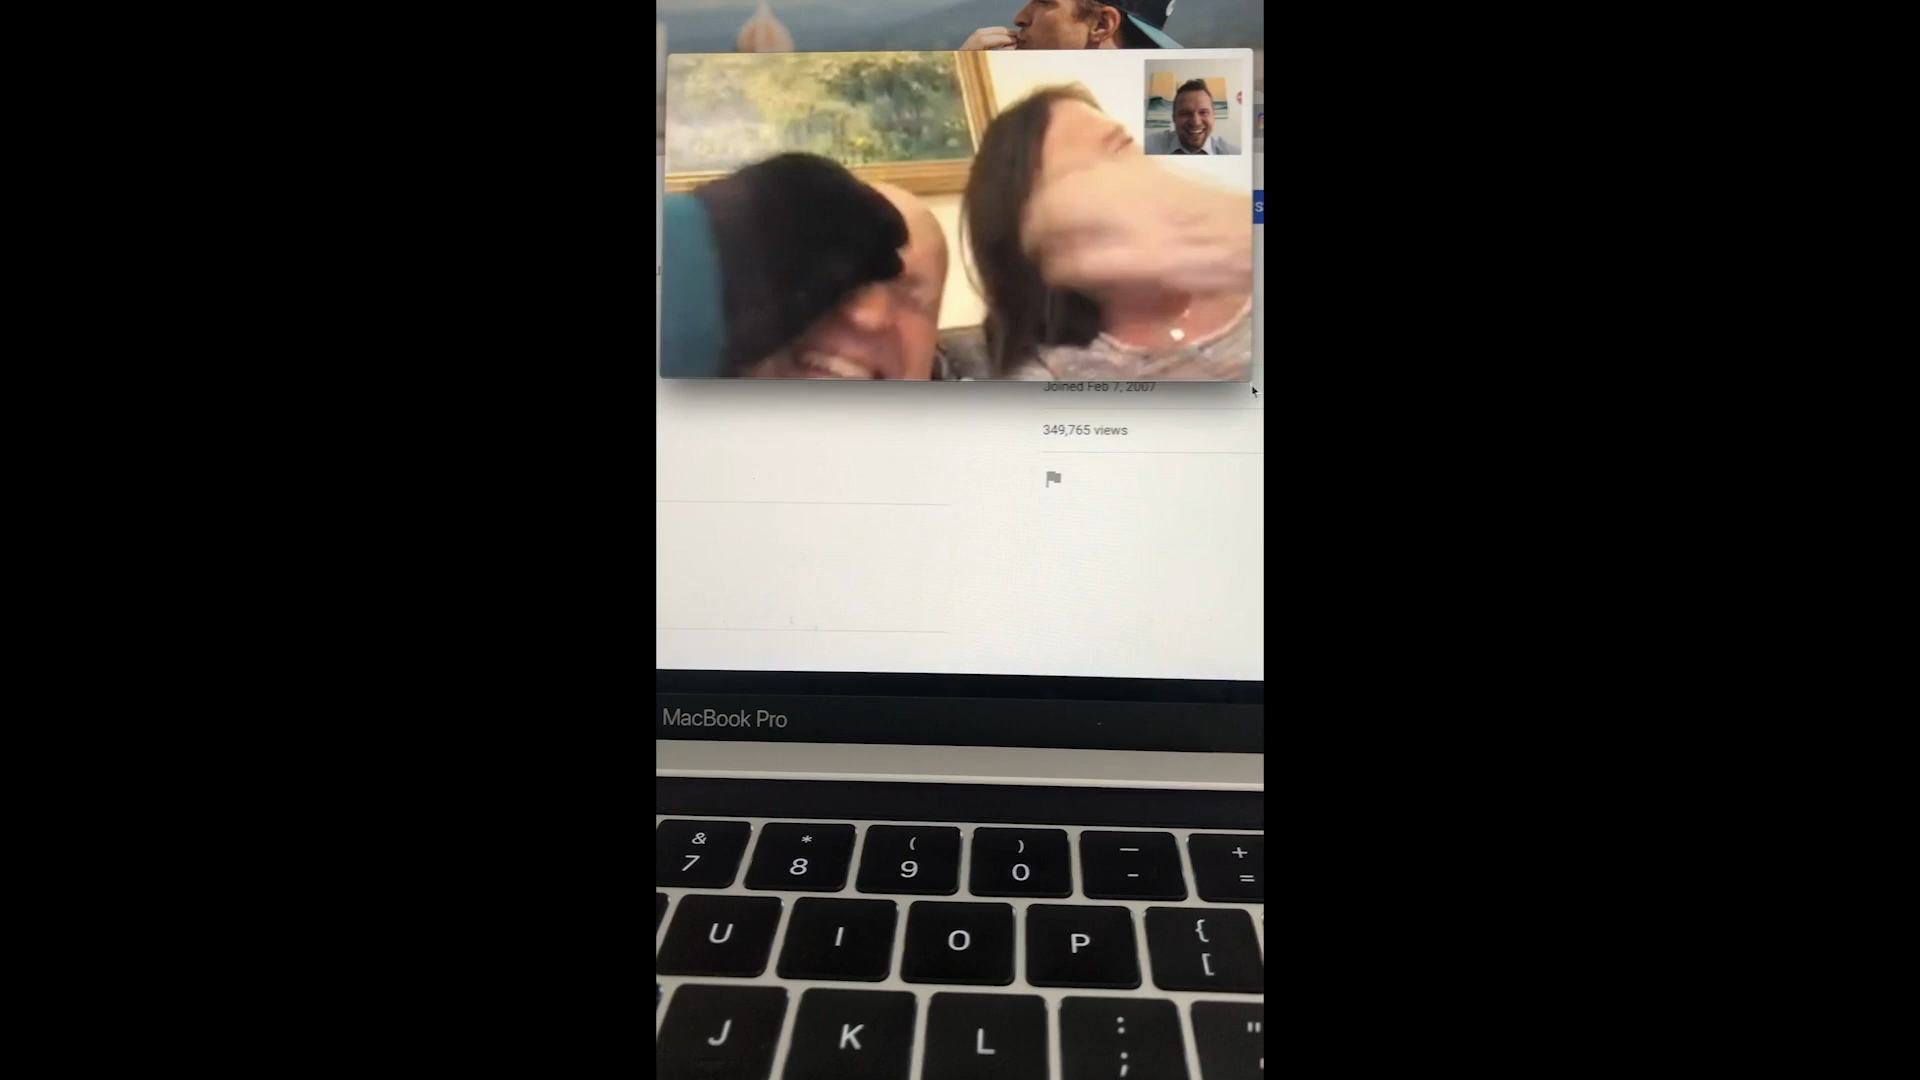 S
Joined Feb 7, 2007
349,765 views
MacBook Pro
& * ( ) — +
7 8 9 0 - =
U I O P { [
J K L : ; "